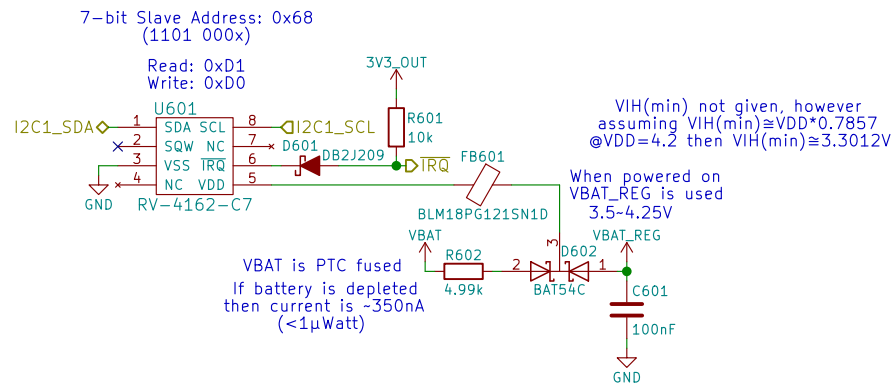 7-bit Slave Address: 0x68
(1101 000x)
Read: 0xD1
Write: 0xD0
U601
I2C1_SDA
1 SDA SCL 8
I2C1_SCL
2 SQW NC 7
3 VSS IRQ 6
4 NC VDD 5
GND
RV-4162-C7
3V3_OUT
R601
10k
D601
DB2J209
IRQ
FB601
BLM18PG121SN1D
VIH(min) not given, however
assuming VIH(min)≅VDD*0.7857
@VDD=4.2 then VIH(min)≅3.3012V
When powered on
VBAT_REG is used
3.5~4.25V
VBAT
R602
4.99k
3
D602
2
1
BAT54C
VBAT_REG
C601
100nF
GND
VBAT is PTC fused
If battery is depleted
then current is ~350nA
(<1µWatt)